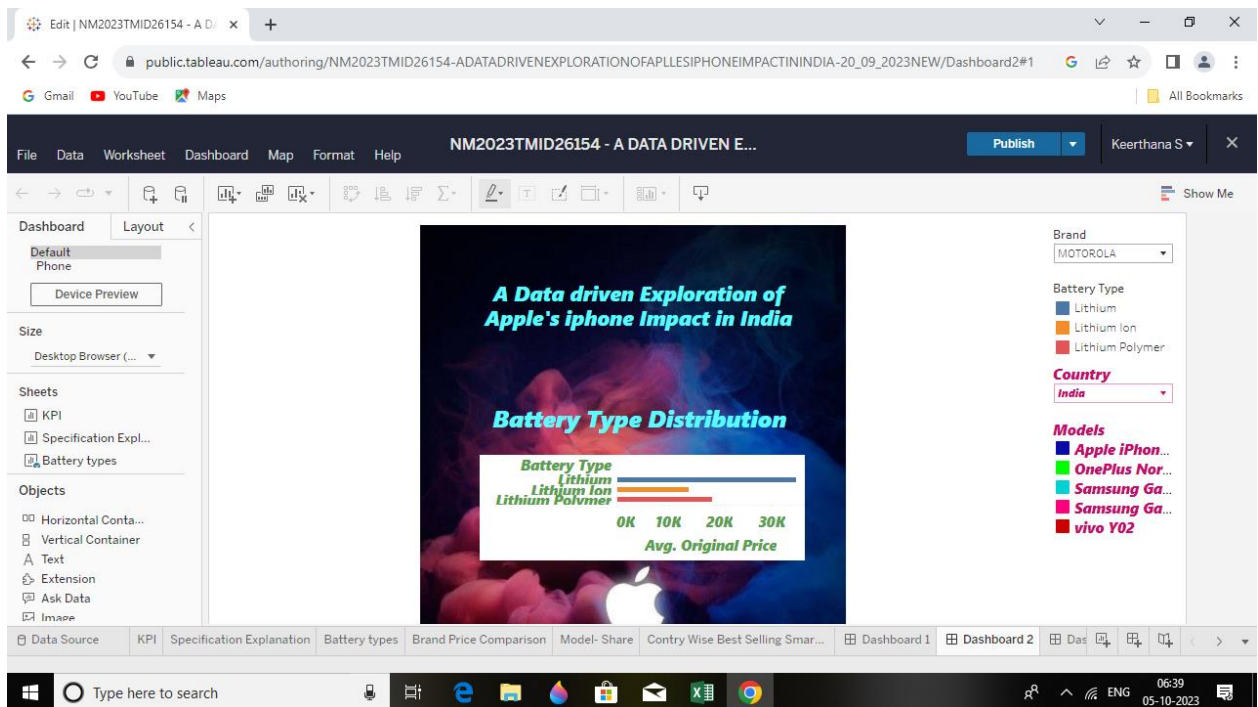 Edit | NM2023TMID26154 - A D
public.tableau.com/authoring/NM2023TMID26154-ADATADRIVENEXPLORATIONOFAPLLESIPHONEIMPACTININDIA-20_09_2023NEW/Dashboard2#1
Gmail YouTube Maps All Bookmarks
NM2023TMID26154 - A DATA DRIVEN E...
Publish Keerthana S
File Data Worksheet Dashboard Map Format Help
Show Me
Dashboard Layout
Default
Phone
Device Preview
Size
Desktop Browser (...
Sheets
KPI
Specification Expl...
Battery types
Objects
Horizontal Conta...
Vertical Container
Text
Extension
Ask Data
Image
A Data driven Exploration of
Apple's iphone Impact in India
Battery Type Distribution
Battery Type
Lithium
Lithium Ion
Lithium Polymer
0K 10K 20K 30K
Avg. Original Price
Brand
MOTOROLA
Battery Type
Lithium
Lithium Ion
Lithium Polymer
Country
India
Models
Apple iPhon...
OnePlus Nor...
Samsung Ga...
Samsung Ga...
vivo Y02
Data Source KPI Specification Explanation Battery types Brand Price Comparison Model- Share Contry Wise Best Selling Smar... Dashboard 1 Dashboard 2 Das
Type here to search
ENG
06:39
05-10-2023